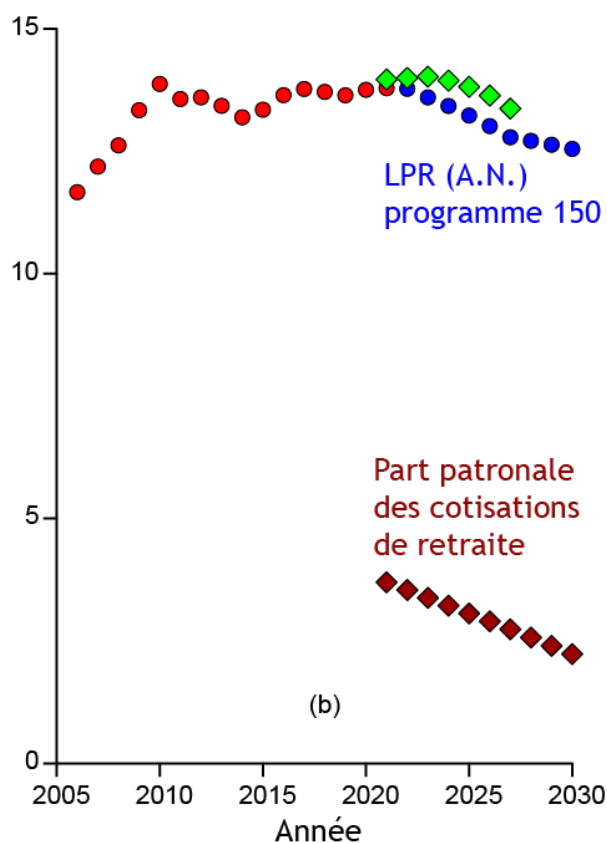 15
LPR (A.N.)
programme 150
10
Part patronale
des cotisations
de retraite
5
(b)
0
2005 2010 2015 2020 2025 2030
Année